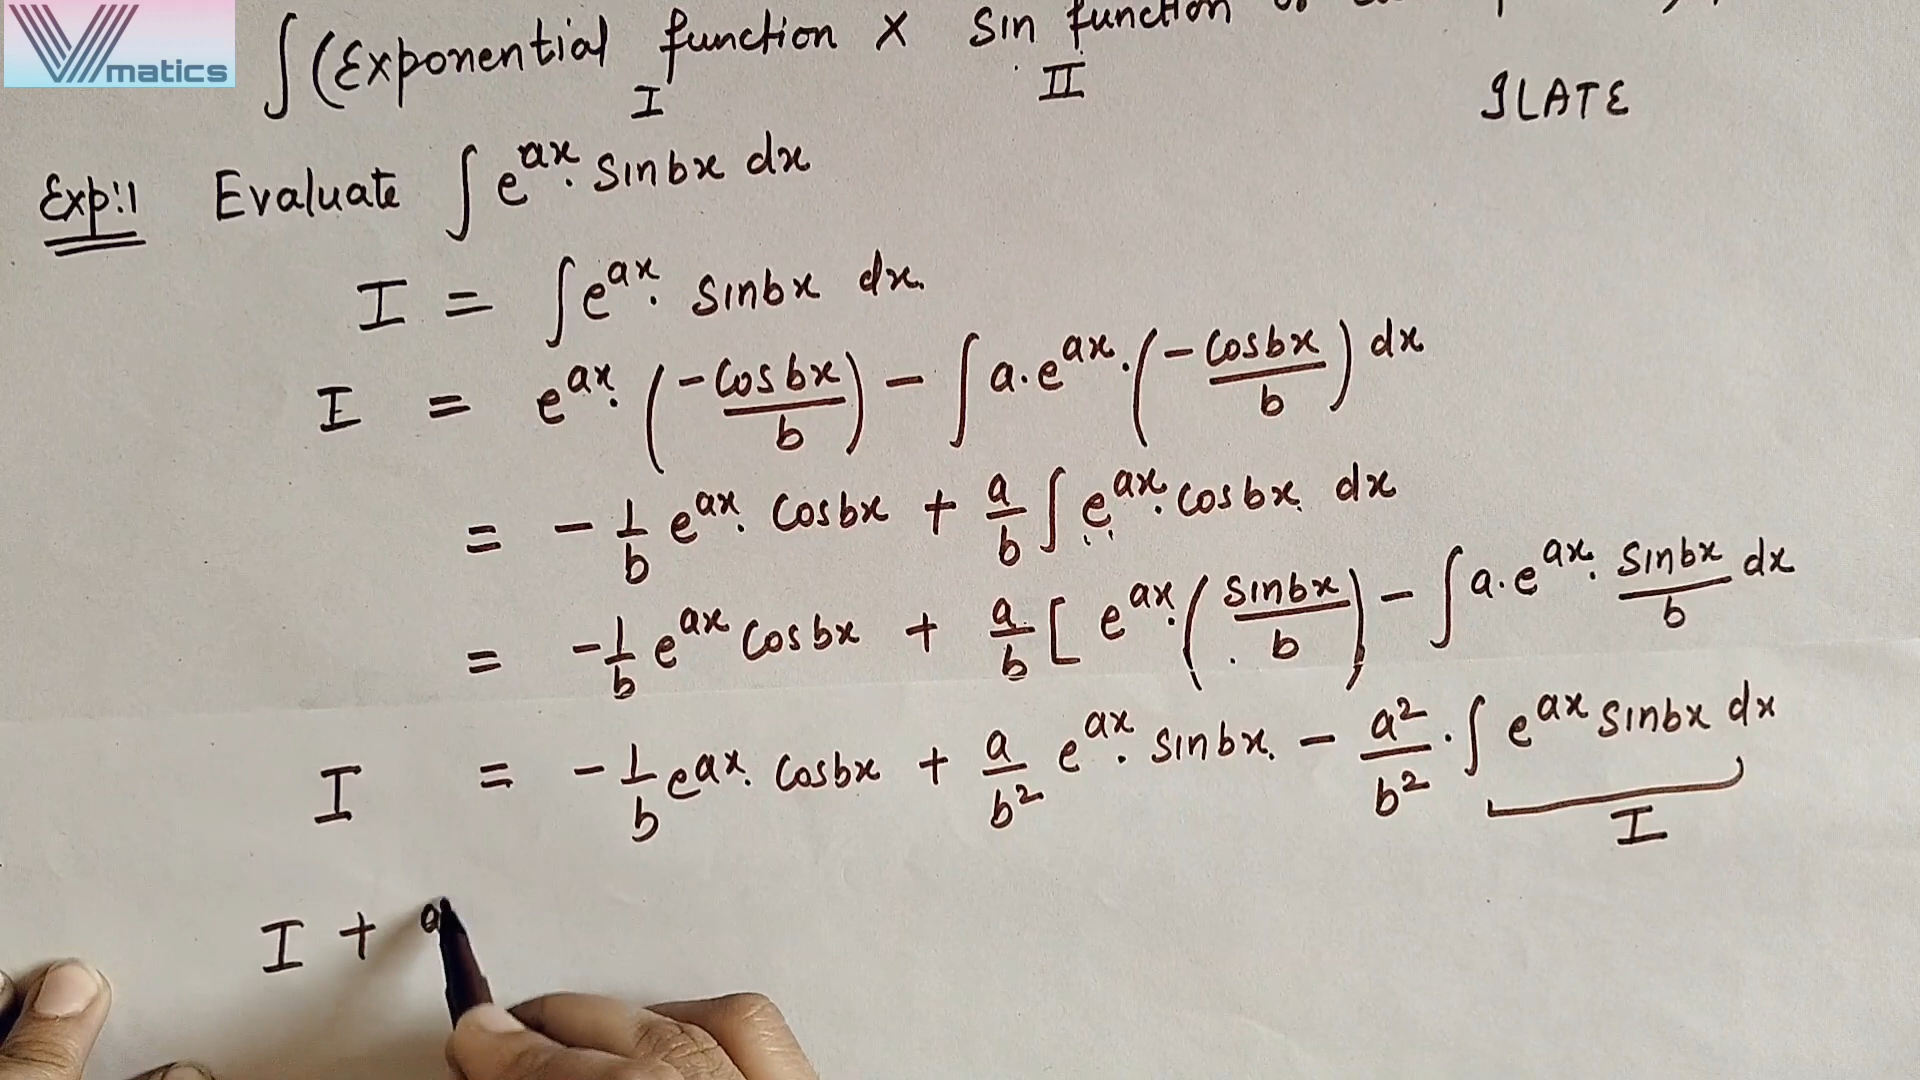 V matics
∫(Exponential function × Sin function
I II
ILATE
Exp:1 Evaluate ∫ e^{ax}. sinbx dx
I = ∫e^{ax}. sinbx dx.
I = e^{ax}. (-cosbx/b) - ∫ a.e^{ax}.(-cosbx/b) dx
= -1/b e^{ax}. cosbx + a/b ∫ e^{ax}. cosbx dx
= -1/b e^{ax} cosbx + a/b [ e^{ax}.(sinbx/b) - ∫ a.e^{ax}. sinbx/b dx
I = -1/b e^{ax}. cosbx + a/b² e^{ax}. sinbx. - a²/b² . ∫ e^{ax} sinbx dx
I
I + a